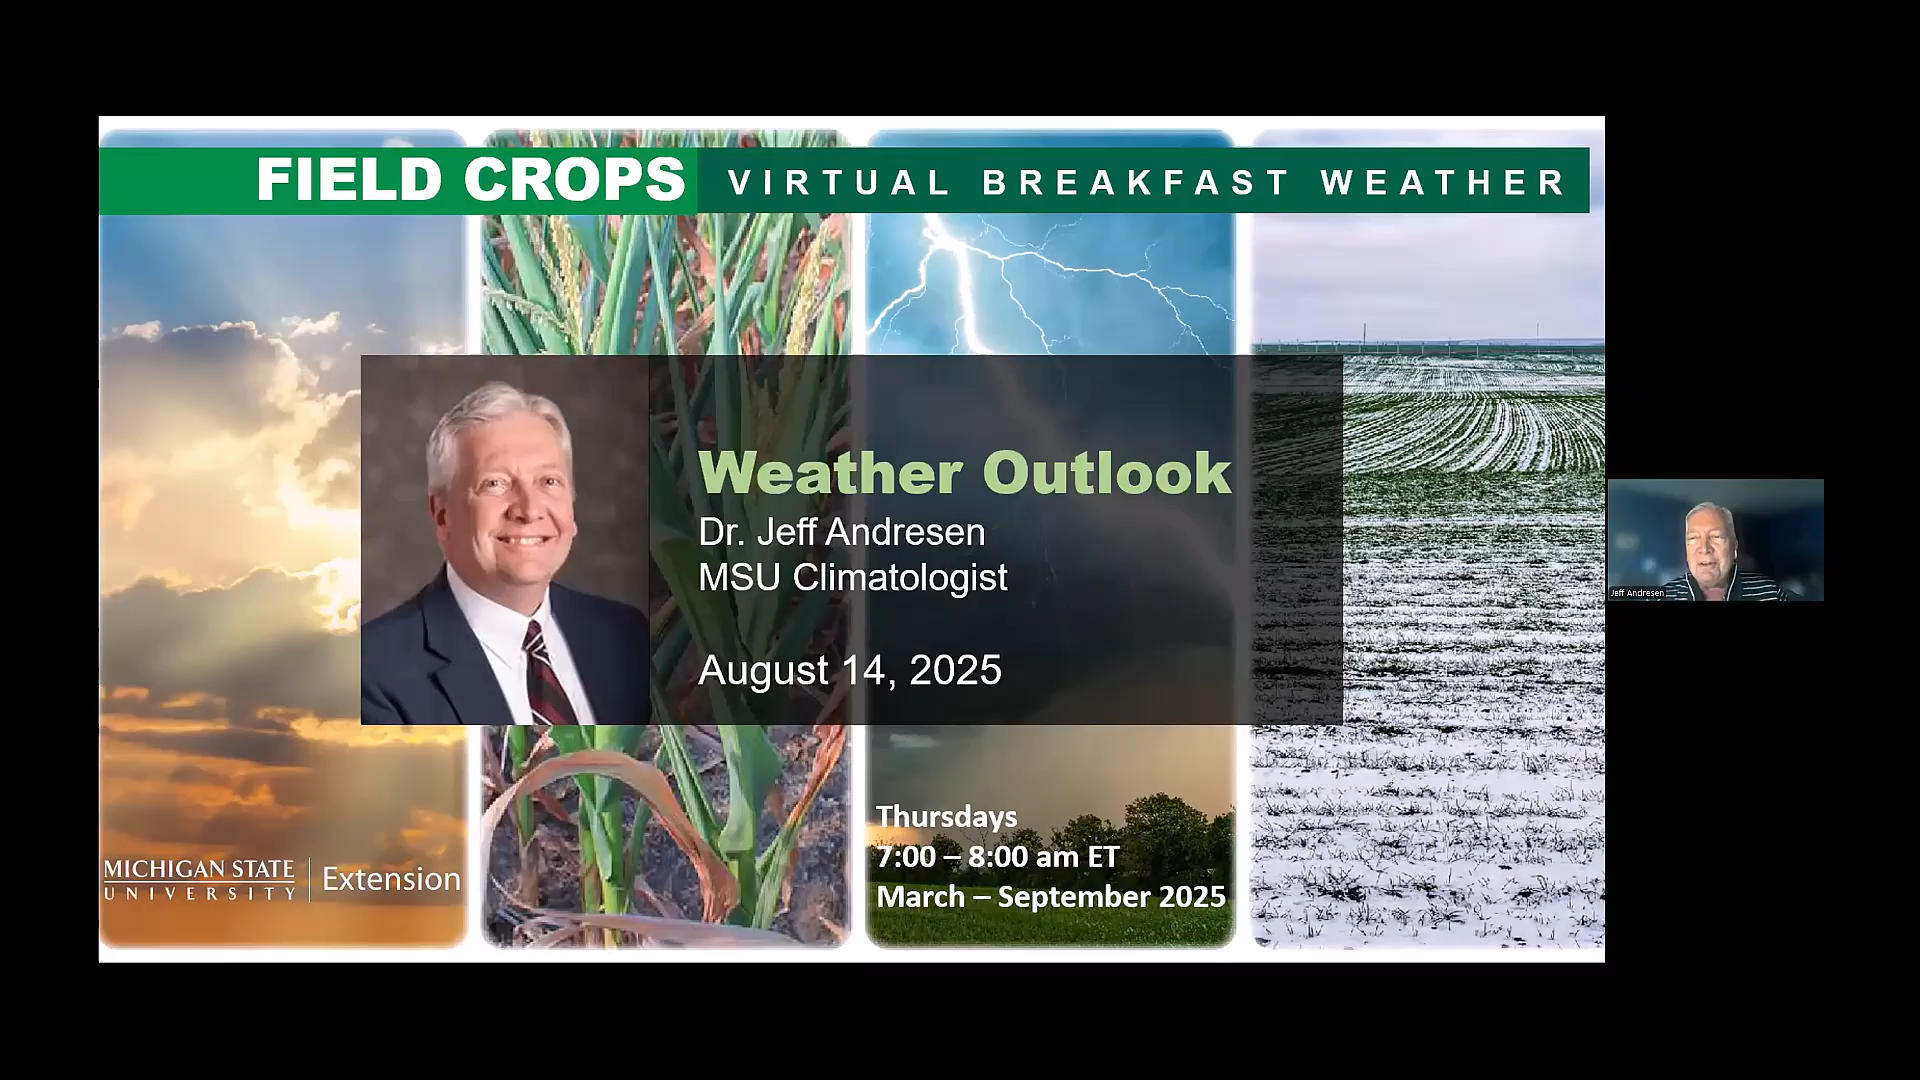 FIELD CROPS VIRTUAL BREAKFAST WEATHER
Weather Outlook
Dr. Jeff Andresen
MSU Climatologist
August 14, 2025
Jeff Andresen
Thursdays
7:00 – 8:00 am ET
March – September 2025
MICHIGAN STATE
UNIVERSITY
Extension